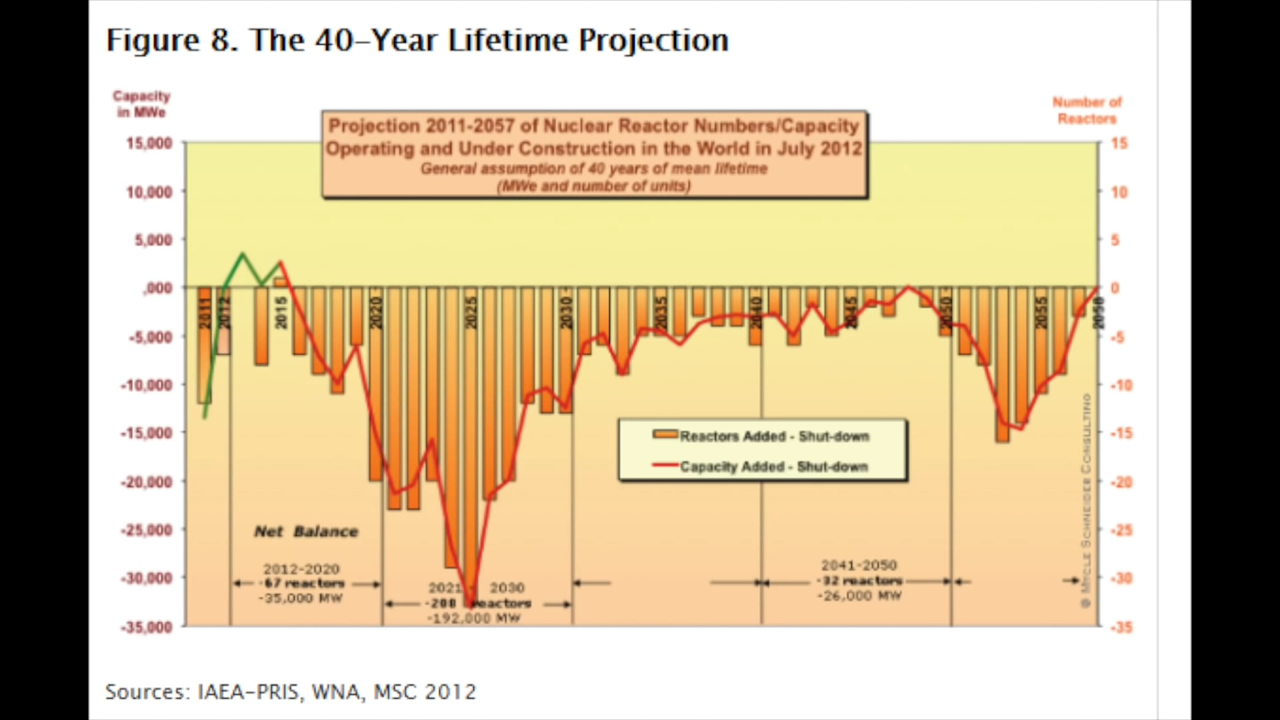 Figure 8. The 40–Year Lifetime Projection
Capacity
in MWe
Number of
Reactors
Projection 2011-2057 of Nuclear Reactor Numbers/Capacity
Operating and Under Construction in the World in July 2012
General assumption of 40 years of mean lifetime
(MWe and number of units)
15,000
10,000
5,000
,000
-5,000
-10,000
-15,000
-20,000
-25,000
-30,000
-35,000
15
10
5
0
-5
-10
-15
-20
-25
-30
-35
2011
2012
2015
2020
2025
2030
2035
2040
2045
2050
2055
Reactors Added - Shut-down
Capacity Added - Shut-down
Net Balance
2012-2020
-67 reactors
-35,000 MW
2021 2030
reactors
-192,000 MW
2041-2050
-32 reactors
-26,000 MW
© MYCLE SCHNEIDER CONSULTING
Sources: IAEA–PRIS, WNA, MSC 2012